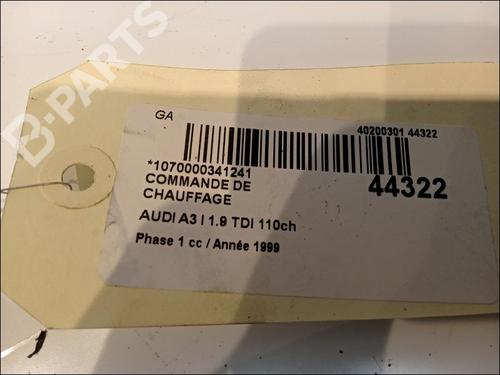 B-PARTS
GA
40200301 44322
*1070000341241
44322
COMMANDE DE
CHAUFFAGE
AUDI A3 I 1.9 TDi 110ch
Phase 1 cc / Année 1999